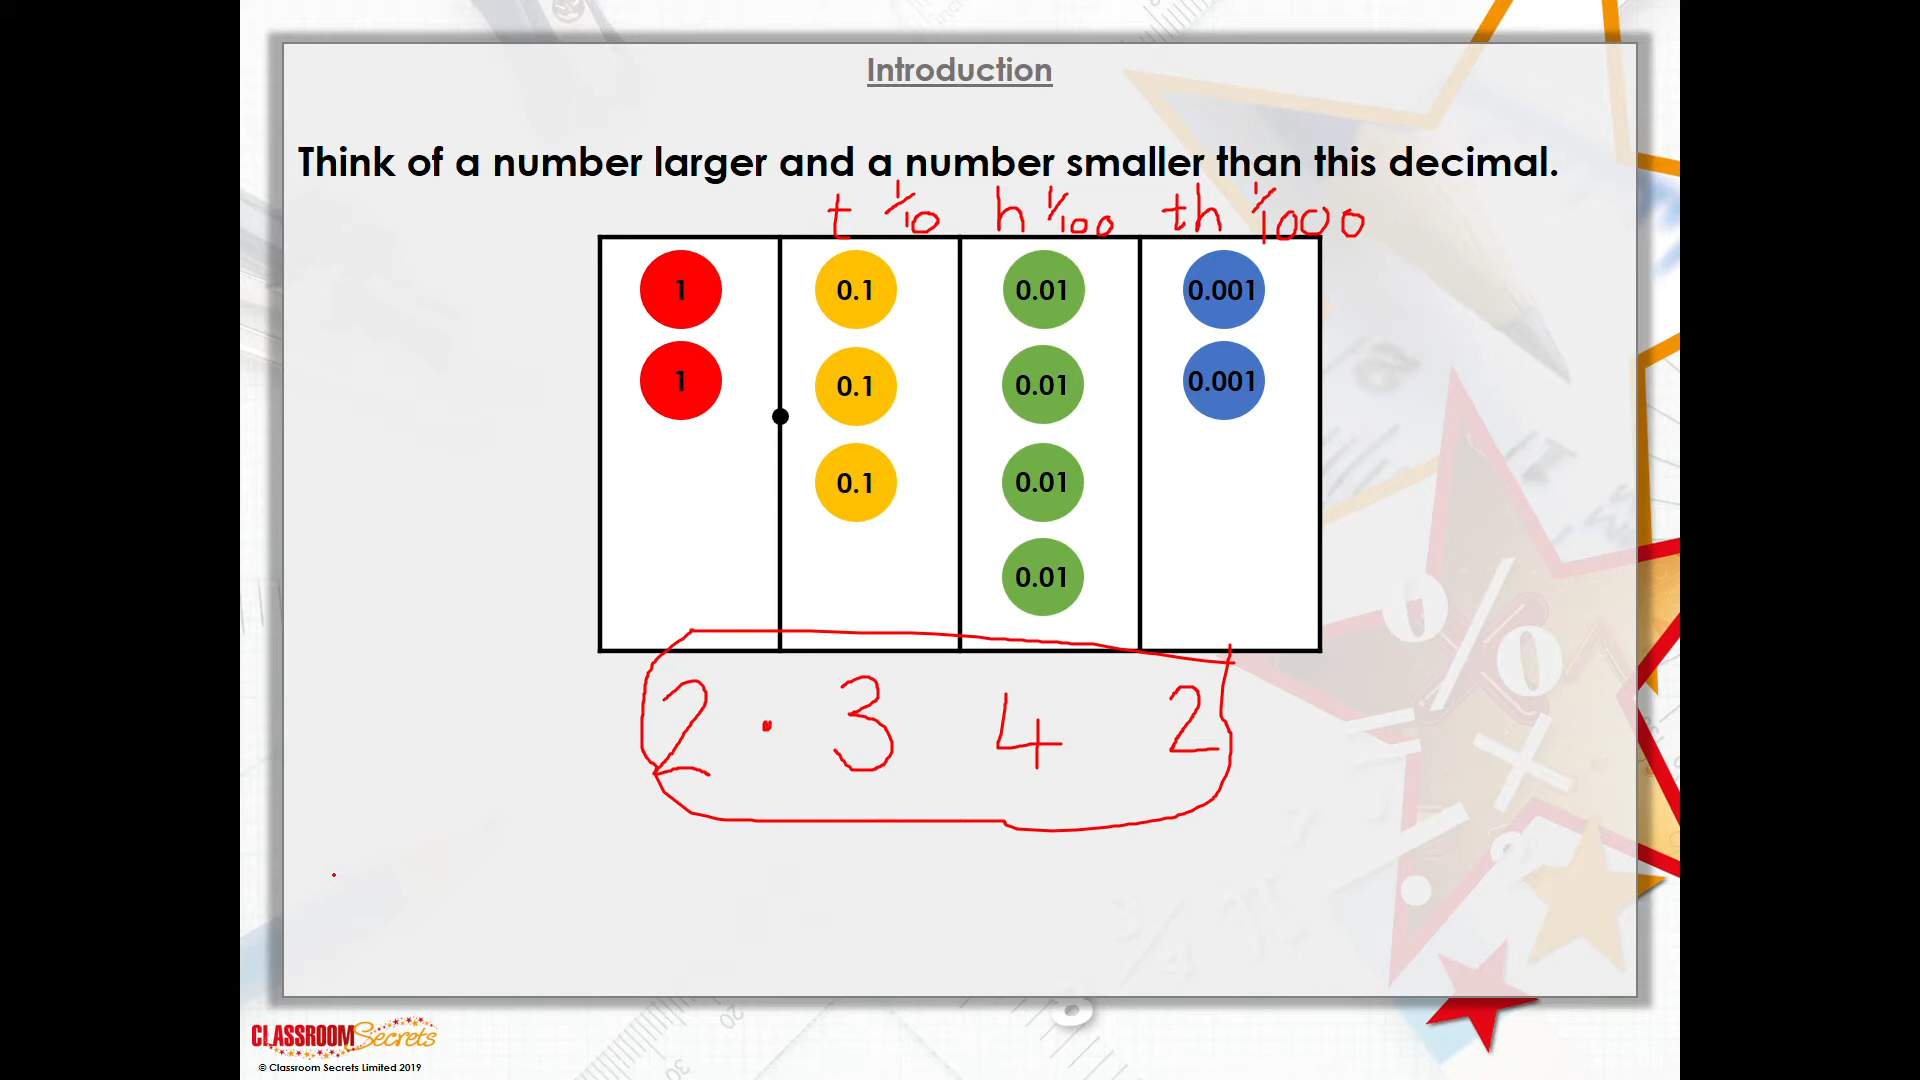 Introduction
Think of a number larger and a number smaller than this decimal.
t 1/10 h 1/100 th 1/1000
1 0.1 0.01 0.001
1 0.1 0.01 0.001
0.1 0.01
0.01
2 . 3 4 2
CLASSROOM Secrets
© Classroom Secrets Limited 2019